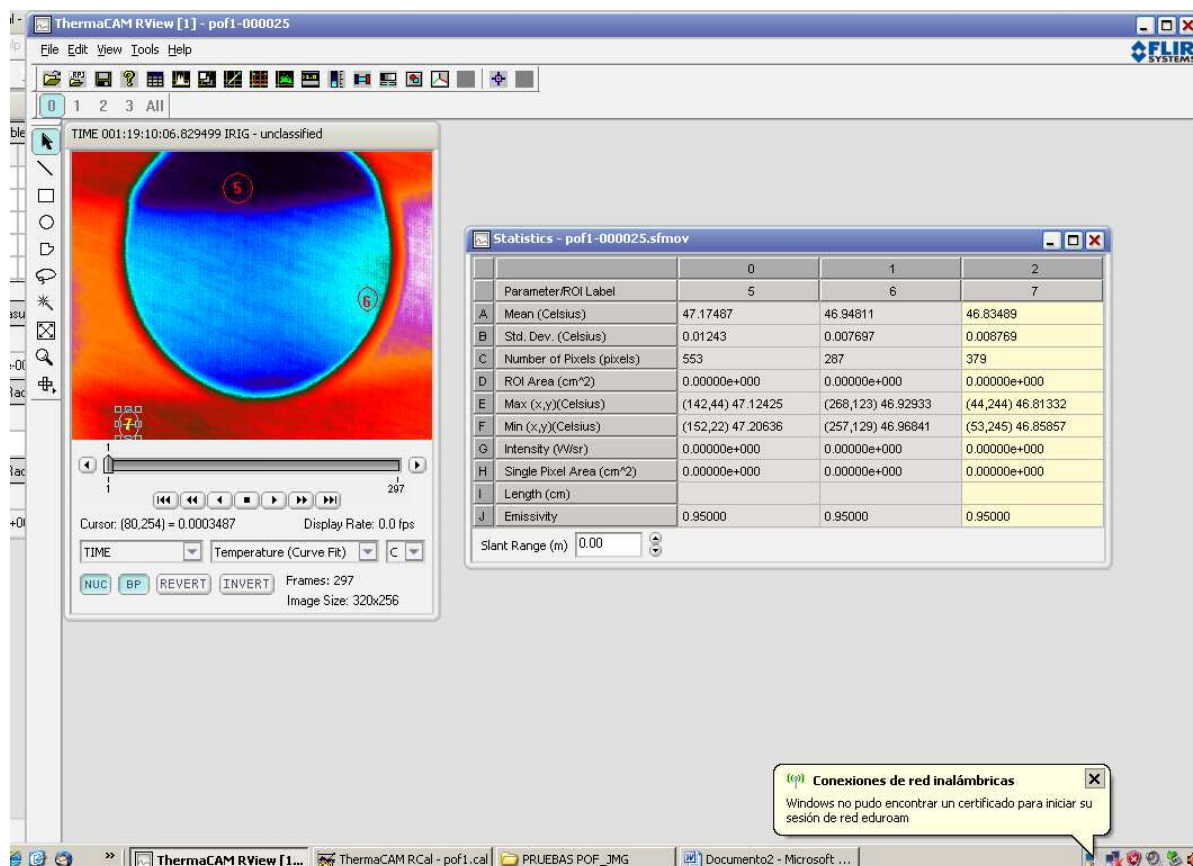 ThermaCAM RView [1] - pof1-000025
File Edit View Tools Help
FLIR
SYSTEMS
0 1 2 3 All
TIME 001:19:10:06.829499 IRIG - unclassified
5
6
7
1
1
297
Cursor: (80,254) = 0.0003487 Display Rate: 0.0 fps
TIME Temperature (Curve Fit) C
NUC BP REVERT INVERT Frames: 297
Image Size: 320x256
Statistics - pof1-000025.sfmov
0 1 2
Parameter/ROI Label 5 6 7
A Mean (Celsius) 47.17487 46.94811 46.83489
B Std. Dev. (Celsius) 0.01243 0.007697 0.008769
C Number of Pixels (pixels) 553 287 379
D ROI Area (cm^2) 0.00000e+000 0.00000e+000 0.00000e+000
E Max (x,y)(Celsius) (142,44) 47.12425 (268,123) 46.92933 (44,244) 46.81332
F Min (x,y)(Celsius) (152,22) 47.20636 (257,129) 46.96841 (53,245) 46.85857
G Intensity (W/sr) 0.00000e+000 0.00000e+000 0.00000e+000
H Single Pixel Area (cm^2) 0.00000e+000 0.00000e+000 0.00000e+000
I Length (cm)
J Emissivity 0.95000 0.95000 0.95000
Slant Range (m) 0.00
Conexiones de red inalámbricas
Windows no pudo encontrar un certificado para iniciar su
sesión de red eduroam
» ThermaCAM RView [1... ThermaCAM RCal - pof1.cal PRUEBAS POF_JMG Documento2 - Microsoft ...